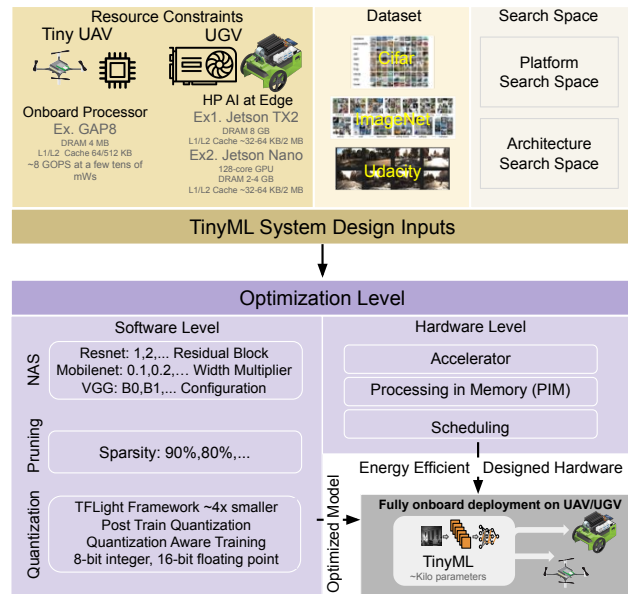 Resource Constraints
Tiny UAV
UGV
Onboard Processor
Ex. GAP8
DRAM 4 MB
L1/L2 Cache 64/512 KB
~8 GOPS at a few tens of
mWs
HP AI at Edge
Ex1. Jetson TX2
DRAM 8 GB
L1/L2 Cache ~32-64 KB/2 MB
Ex2. Jetson Nano
128-core GPU
DRAM 2-4 GB
L1/L2 Cache ~32-64 KB/2 MB
Dataset
Cifar
ImageNet
Udacity
Search Space
Platform
Search Space
Architecture
Search Space
TinyML System Design Inputs
Optimization Level
Software Level
NAS
Resnet: 1,2,... Residual Block
Mobilenet: 0.1,0.2,... Width Multiplier
VGG: B0,B1,... Configuration
Pruning
Sparsity: 90%,80%,...
Quantization
TFLight Framework ~4x smaller
Post Train Quantization
Quantization Aware Training
8-bit integer, 16-bit floating point
Hardware Level
Accelerator
Processing in Memory (PIM)
Scheduling
Energy Efficient Designed Hardware
Optimized Model
Fully onboard deployment on UAV/UGV
TinyML
~Kilo parameters